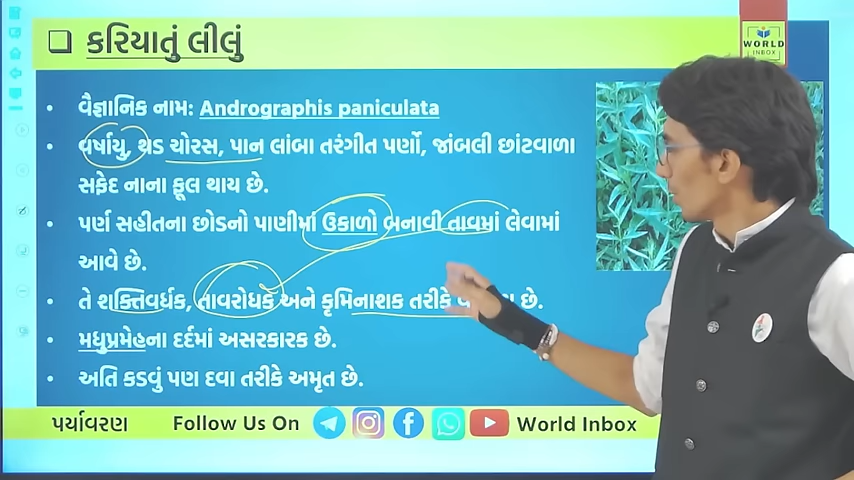 ❑ કરિયાતું લીલું
WORLD
INBOX
• વૈજ્ઞાનિક નામ: Andrographis paniculata
• વર્ષાયુ, થડ ચોરસ, પાન લાંબા તરંગીત પર્ણો, જાંબલી છાંટવાળા
સફેદ નાના ફૂલ થાય છે.
• પર્ણ સહીતના છોડનો પાણીમાં ઉકાળો બનાવી તાવમાં લેવામાં
આવે છે.
• તે શક્તિવર્ધક, તાવરોધક અને કૃમિનાશક તરીકે છે.
• મધુપ્રમેહના દર્દમાં અસરકારક છે.
• અતિ કડવું પણ દવા તરીકે અમૃત છે.
પર્યાવરણ Follow Us On World Inbox